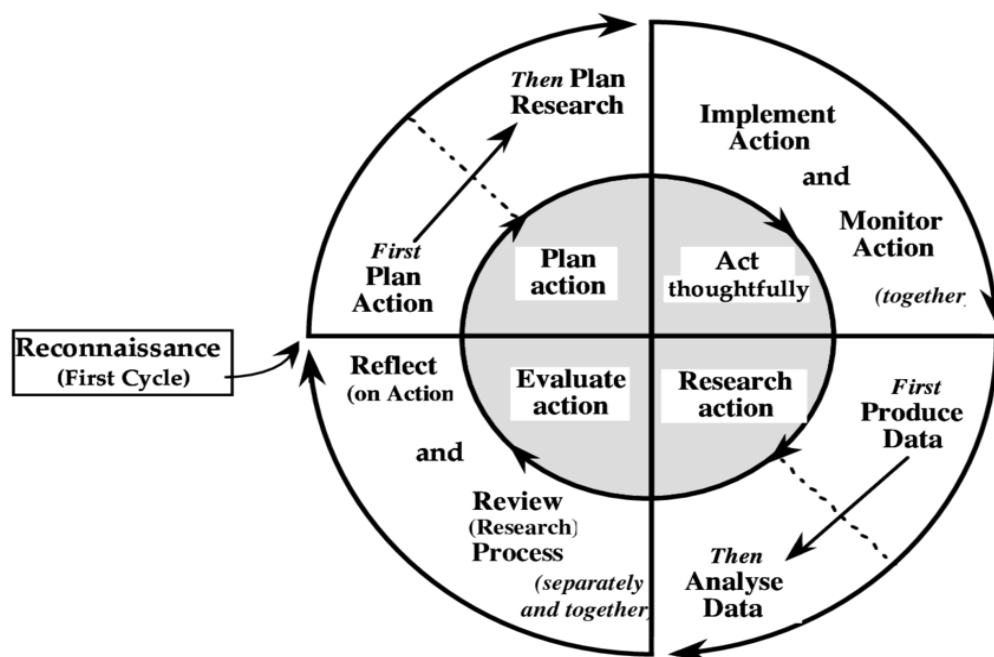 Then Plan
Research
First
Plan
Action
Implement
Action
and
Monitor
Action
(together
Plan
action
Act
thoughtfully
Reconnaissance
(First Cycle)
Reflect
(on Action
and
Review
(Research)
Process
(separately
and together)
Evaluate
action
Research
action
First
Produce
Data
Then
Analyse
Data